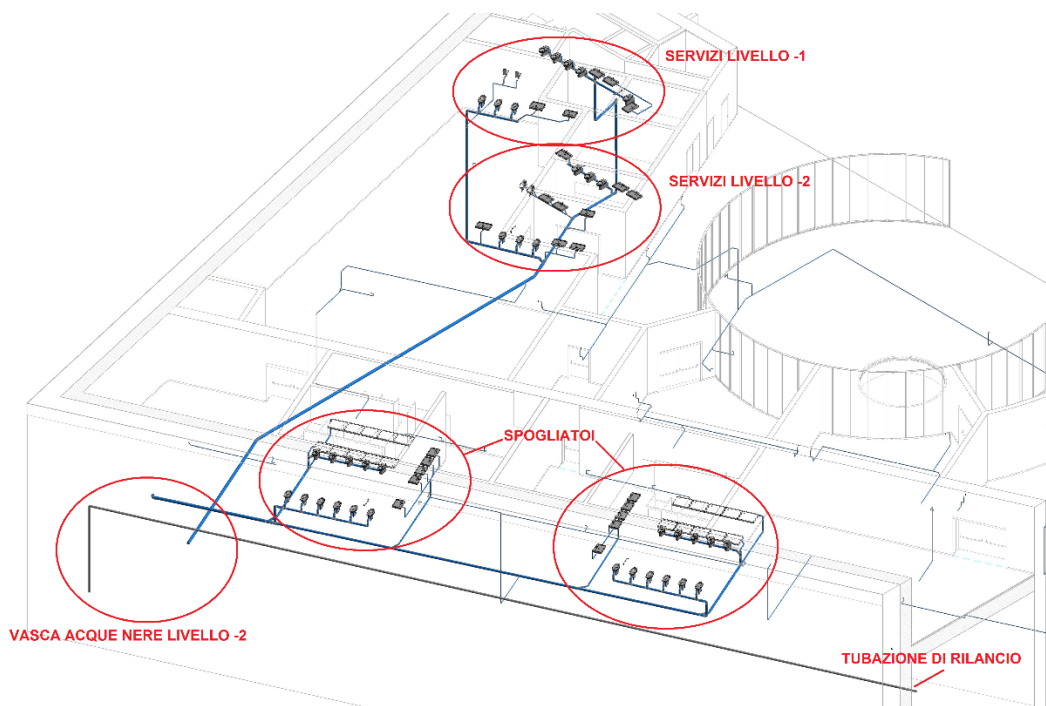 SERVIZI LIVELLO -1
SERVIZI LIVELLO -2
SPOGLIATOI
VASCA ACQUE NERE LIVELLO -2
TUBAZIONE DI RILANCIO